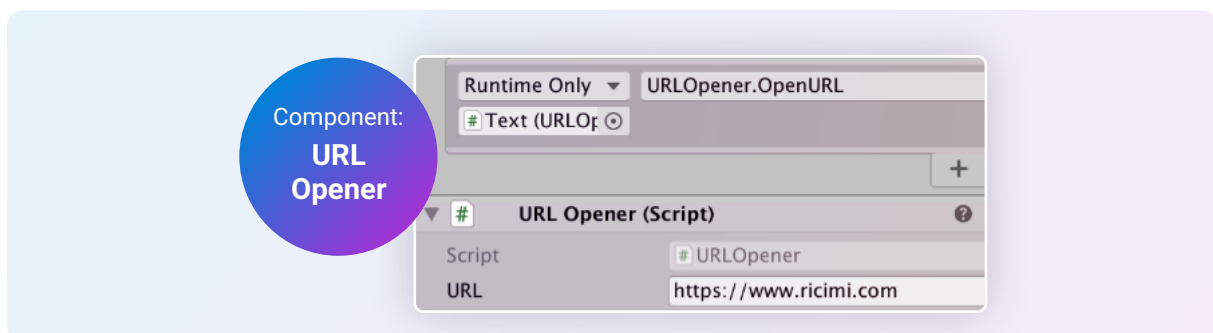 Component:
URL
Opener
Runtime Only
URLOpener.OpenURL
# Text (URLOp
+
# URL Opener (Script) ?
Script # URLOpener
URL https://www.ricimi.com